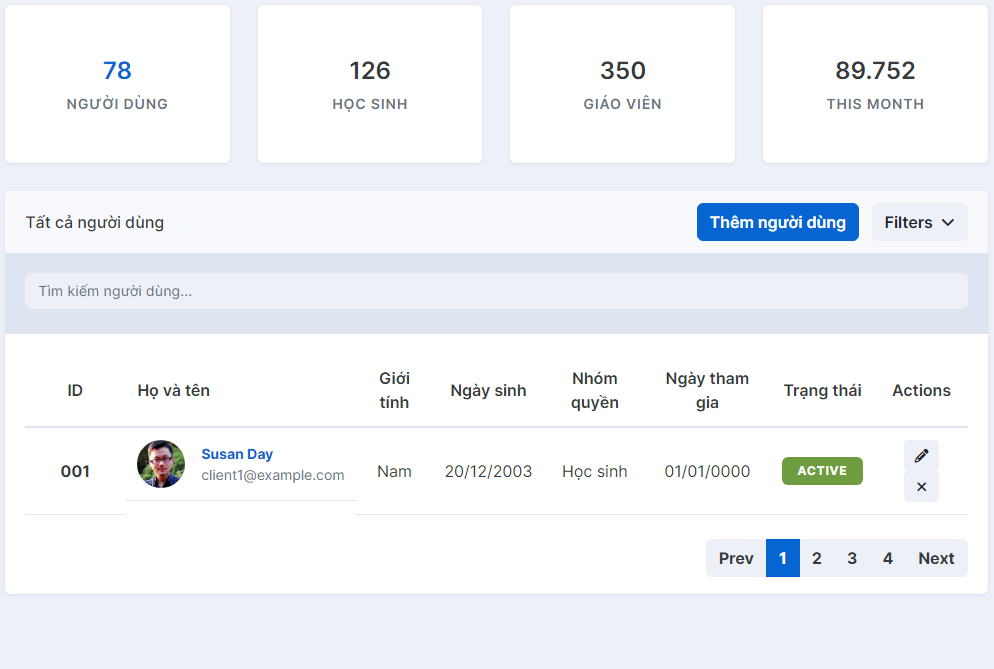 78
NGƯỜI DÙNG
126
HỌC SINH
350
GIÁO VIÊN
89.752
THIS MONTH
Tất cả người dùng
Thêm người dùng
Filters
Tìm kiếm người dùng...
ID
Họ và tên
Giới
tính
Ngày sinh
Nhóm
quyền
Ngày tham
gia
Trạng thái
Actions
001
Susan Day
client1@example.com
Nam
20/12/2003
Học sinh
01/01/0000
ACTIVE
Prev
1
2
3
4
Next